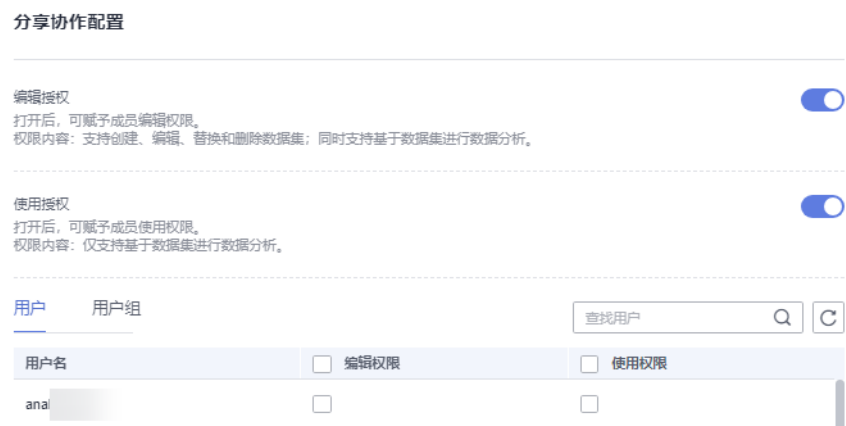 分享协作配置
编辑授权
打开后，可赋予成员编辑权限。
权限内容：支持创建、编辑、替换和删除数据集；同时支持基于数据集进行数据分析。
使用授权
打开后，可赋予成员使用权限。
权限内容：仅支持基于数据集进行数据分析。
用户 用户组 查找用户
用户名 编辑权限 使用权限